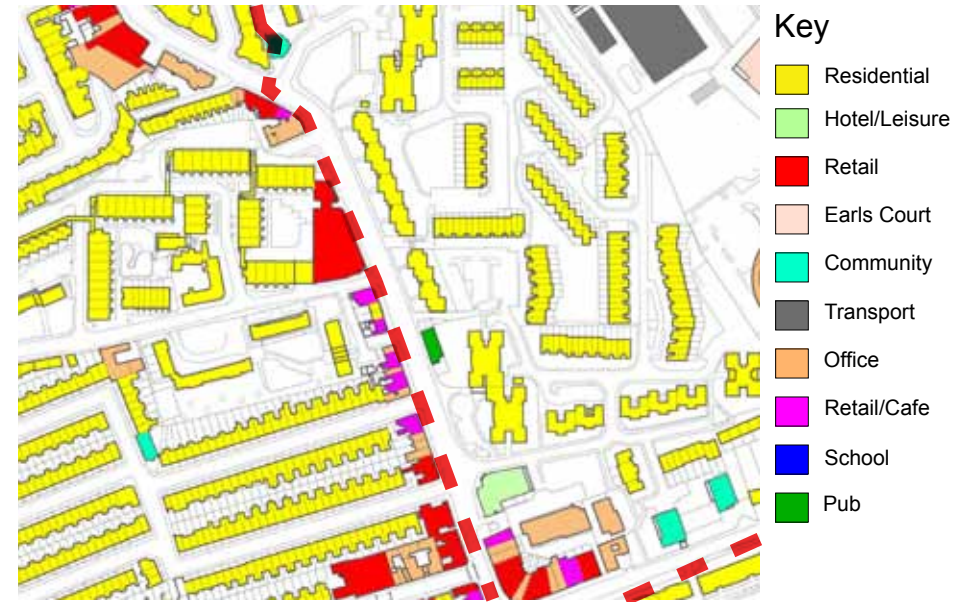 Key
Residential
Hotel/Leisure
Retail
Earls Court
Community
Transport
Office
Retail/Cafe
School
Pub